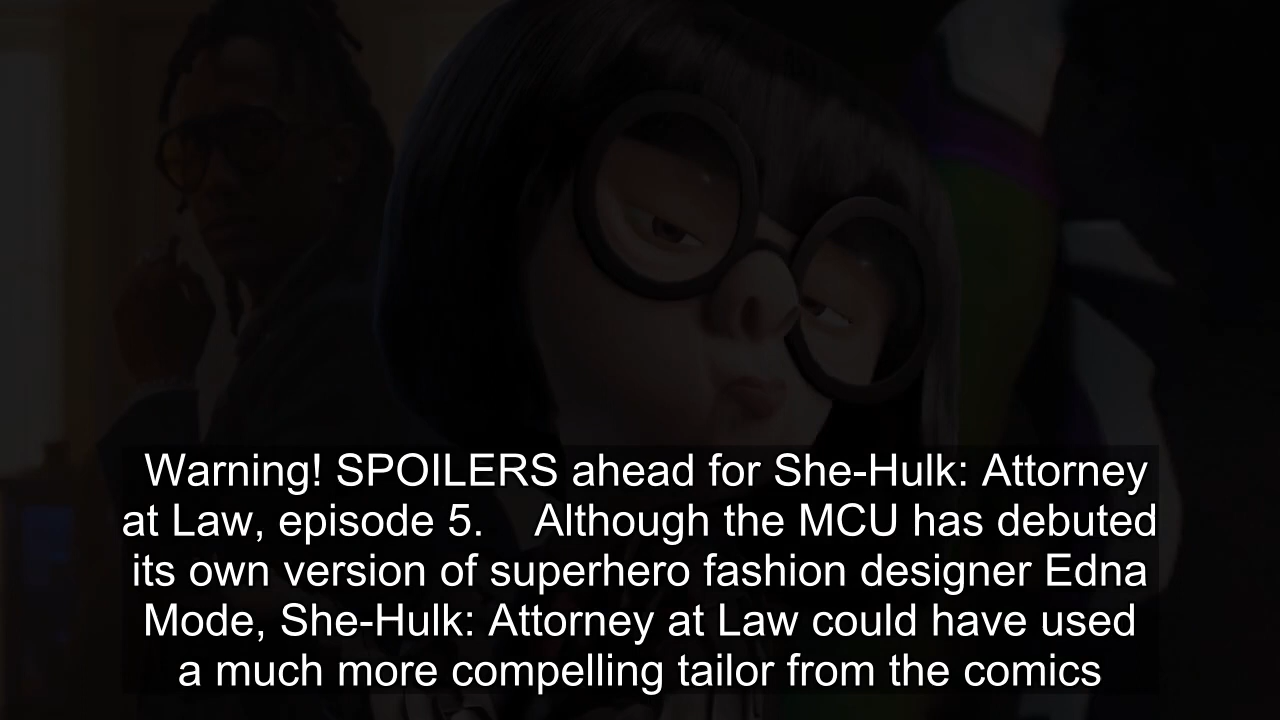 Warning! SPOILERS ahead for She-Hulk: Attorney
at Law, episode 5.    Although the MCU has debuted
its own version of superhero fashion designer Edna
Mode, She-Hulk: Attorney at Law could have used
a much more compelling tailor from the comics